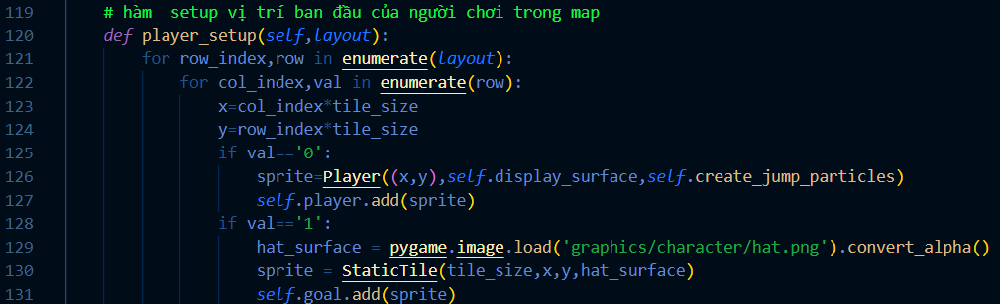 119 # hàm  setup vị trí ban đầu của người chơi trong map
120 def player_setup(self,layout):
121     for row_index,row in enumerate(layout):
122         for col_index,val in enumerate(row):
123             x=col_index*tile_size
124             y=row_index*tile_size
125             if val=='0':
126                 sprite=Player((x,y),self.display_surface,self.create_jump_particles)
127                 self.player.add(sprite)
128             if val=='1':
129                 hat_surface = pygame.image.load('graphics/character/hat.png').convert_alpha()
130                 sprite = StaticTile(tile_size,x,y,hat_surface)
131                 self.goal.add(sprite)